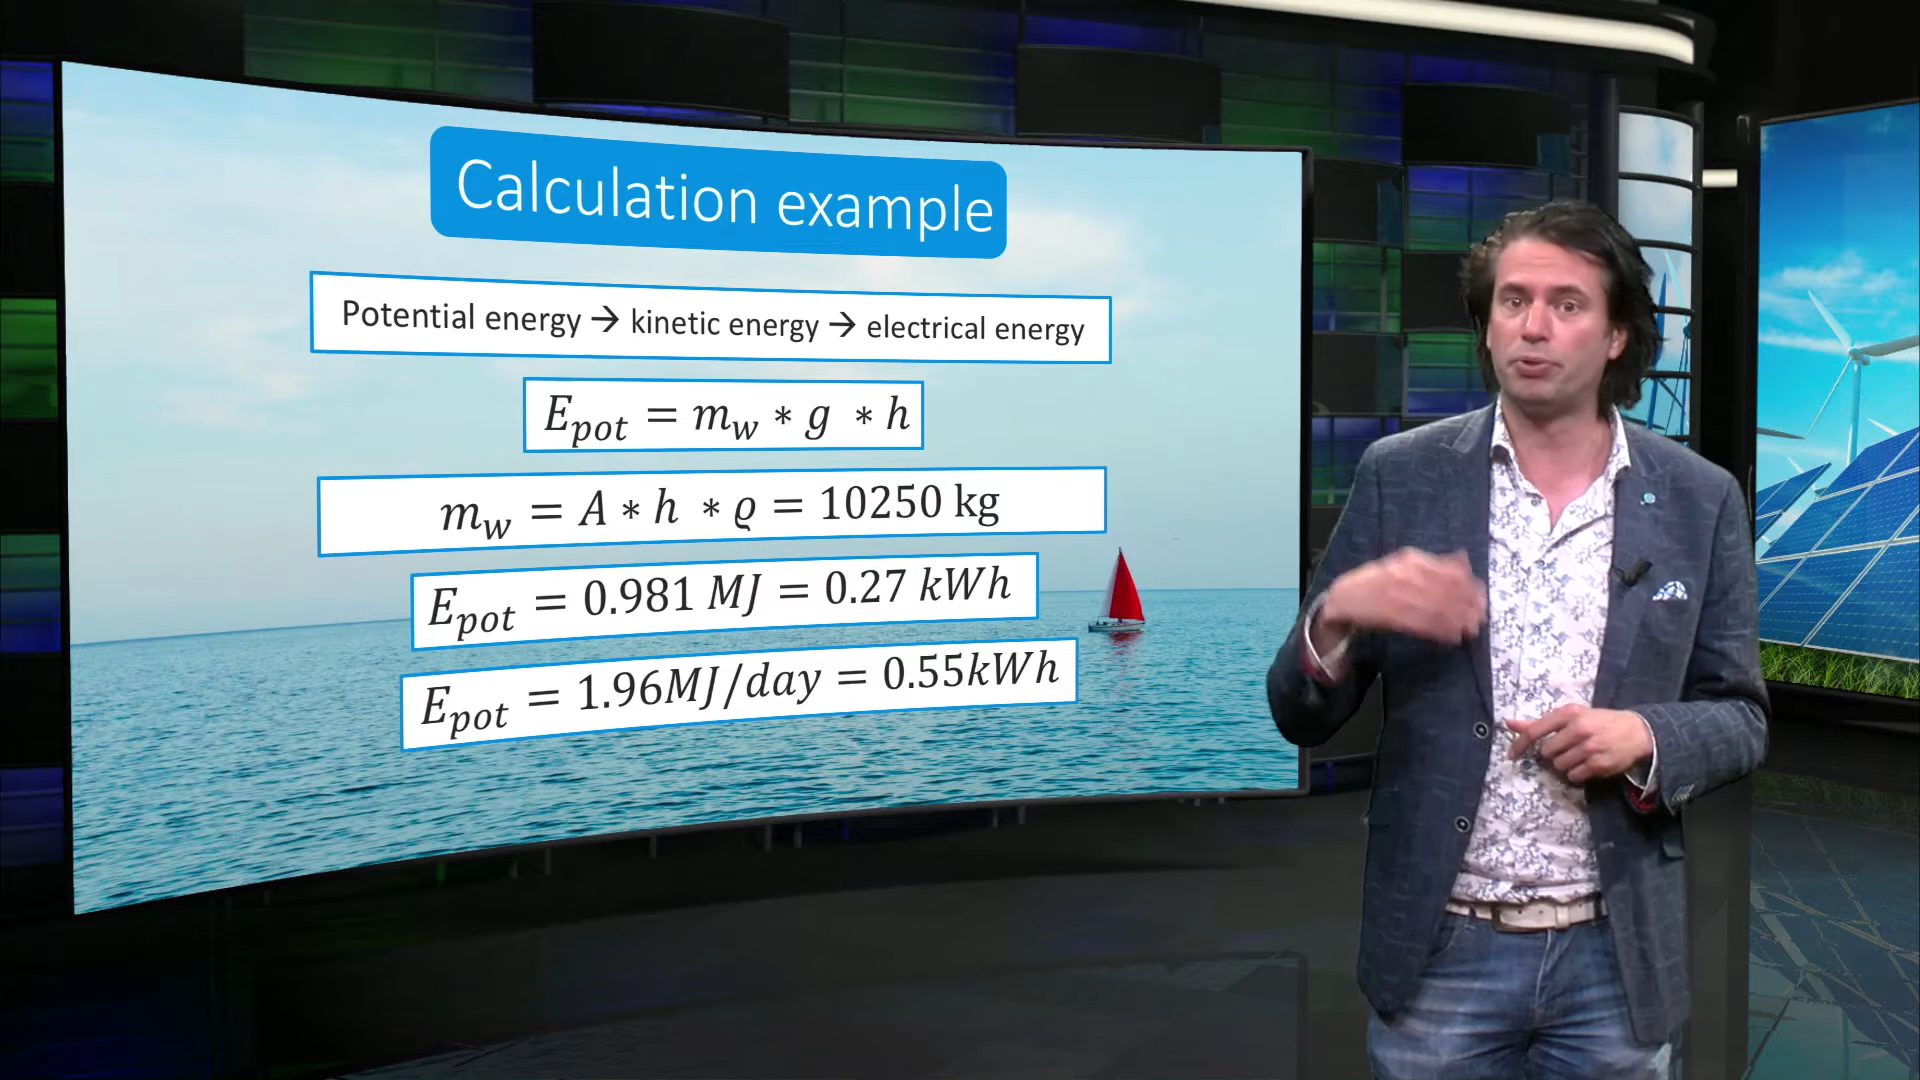 Calculation example
Potential energy → kinetic energy → electrical energy
E_pot = m_w * g * h
m_w = A * h * ϱ = 10250 kg
E_pot = 0.981 MJ = 0.27 kWh
E_pot = 1.96MJ/day = 0.55kWh